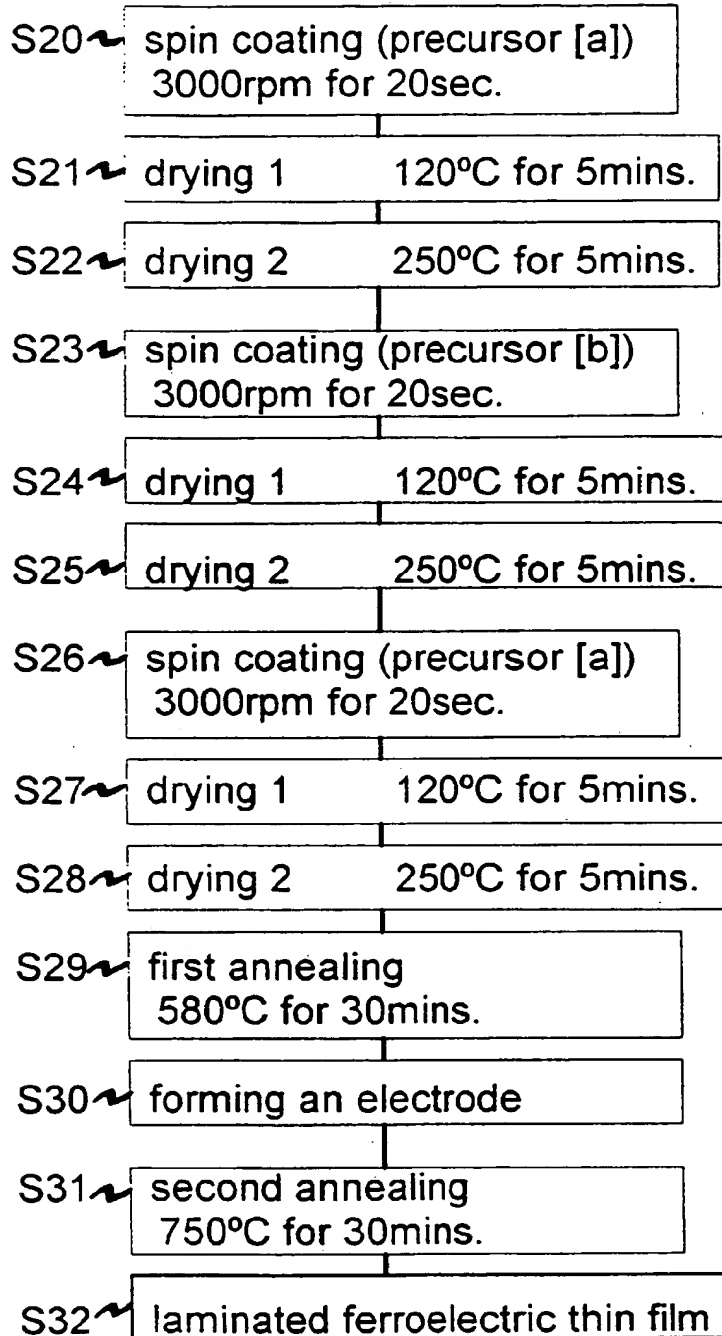 S20 spin coating (precursor [a])
3000rpm for 20sec.
S21 drying 1 120ºC for 5mins.
S22 drying 2 250ºC for 5mins.
S23 spin coating (precursor [b])
3000rpm for 20sec.
S24 drying 1 120ºC for 5mins.
S25 drying 2 250ºC for 5mins.
S26 spin coating (precursor [a])
3000rpm for 20sec.
S27 drying 1 120ºC for 5mins.
S28 drying 2 250ºC for 5mins.
S29 first annealing
580ºC for 30mins.
S30 forming an electrode
S31 second annealing
750ºC for 30mins.
S32 laminated ferroelectric thin film